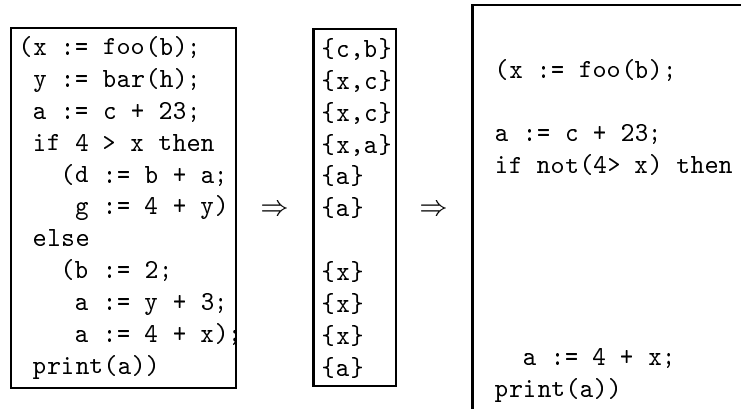 (x := foo(b);
y := bar(h);
a := c + 23;
if 4 > x then
(d := b + a;
g := 4 + y)
else
(b := 2;
a := y + 3;
a := 4 + x);
print(a))
⇒
{c,b}
{x,c}
{x,c}
{x,a}
{a}
{a}
{x}
{x}
{x}
{a}
⇒
(x := foo(b);
a := c + 23;
if not(4> x) then
a := 4 + x;
print(a))